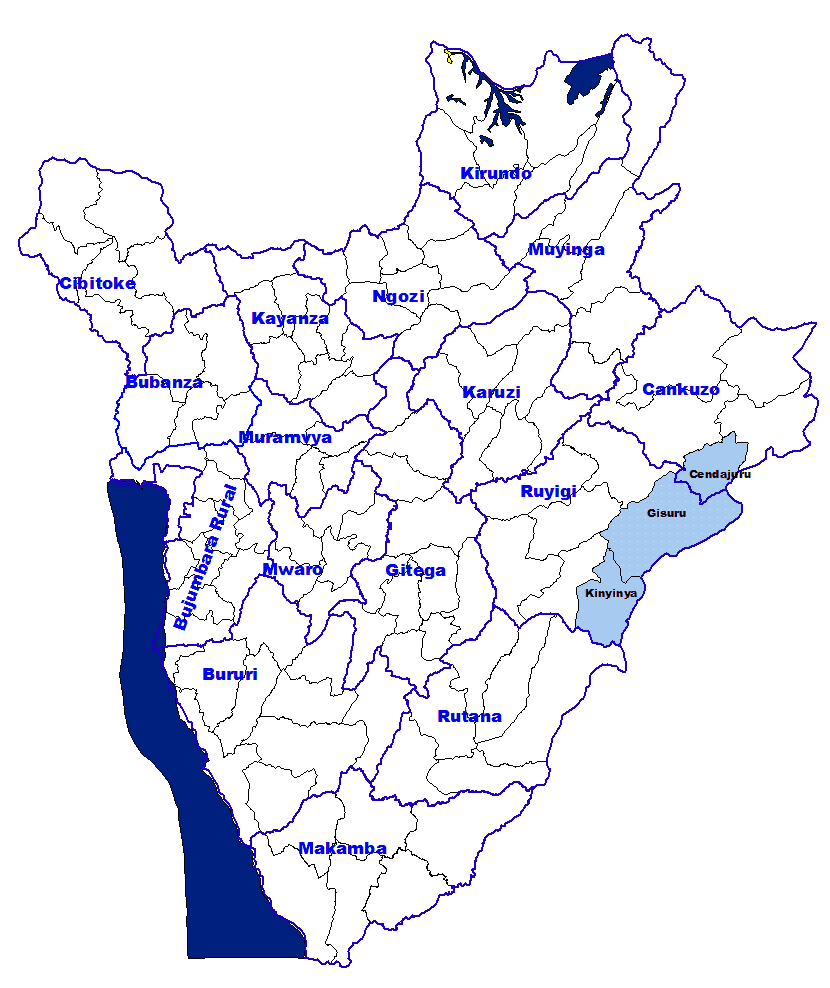 Kirundo
Muyinga
Cibitoke
Ngozi
Kayanza
Bubanza
Karuzi
Cankuzo
Muramvya
Cendajuru
Ruyigi
Gisuru
Bujumbara Rural
Mwaro
Gitega
Kinyinya
Bururi
Rutana
Makamba